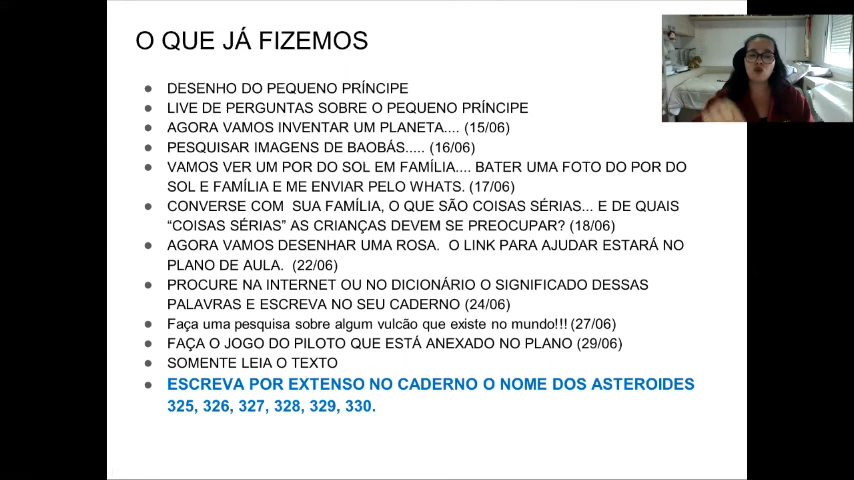 O QUE JÁ FIZEMOS
● DESENHO DO PEQUENO PRÍNCIPE
● LIVE DE PERGUNTAS SOBRE O PEQUENO PRÍNCIPE
● AGORA VAMOS INVENTAR UM PLANETA.... (15/06)
● PESQUISAR IMAGENS DE BAOBÁS..... (16/06)
● VAMOS VER UM POR DO SOL EM FAMÍLIA.... BATER UMA FOTO DO POR DO
SOL E FAMÍLIA E ME ENVIAR PELO WHATS. (17/06)
● CONVERSE COM SUA FAMÍLIA, O QUE SÃO COISAS SÉRIAS... E DE QUAIS
“COISAS SÉRIAS” AS CRIANÇAS DEVEM SE PREOCUPAR? (18/06)
● AGORA VAMOS DESENHAR UMA ROSA. O LINK PARA AJUDAR ESTARÁ NO
PLANO DE AULA. (22/06)
● PROCURE NA INTERNET OU NO DICIONÁRIO O SIGNIFICADO DESSAS
PALAVRAS E ESCREVA NO SEU CADERNO (24/06)
● Faça uma pesquisa sobre algum vulcão que existe no mundo!!! (27/06)
● FAÇA O JOGO DO PILOTO QUE ESTÁ ANEXADO NO PLANO (29/06)
● SOMENTE LEIA O TEXTO
● ESCREVA POR EXTENSO NO CADERNO O NOME DOS ASTEROIDES
325, 326, 327, 328, 329, 330.